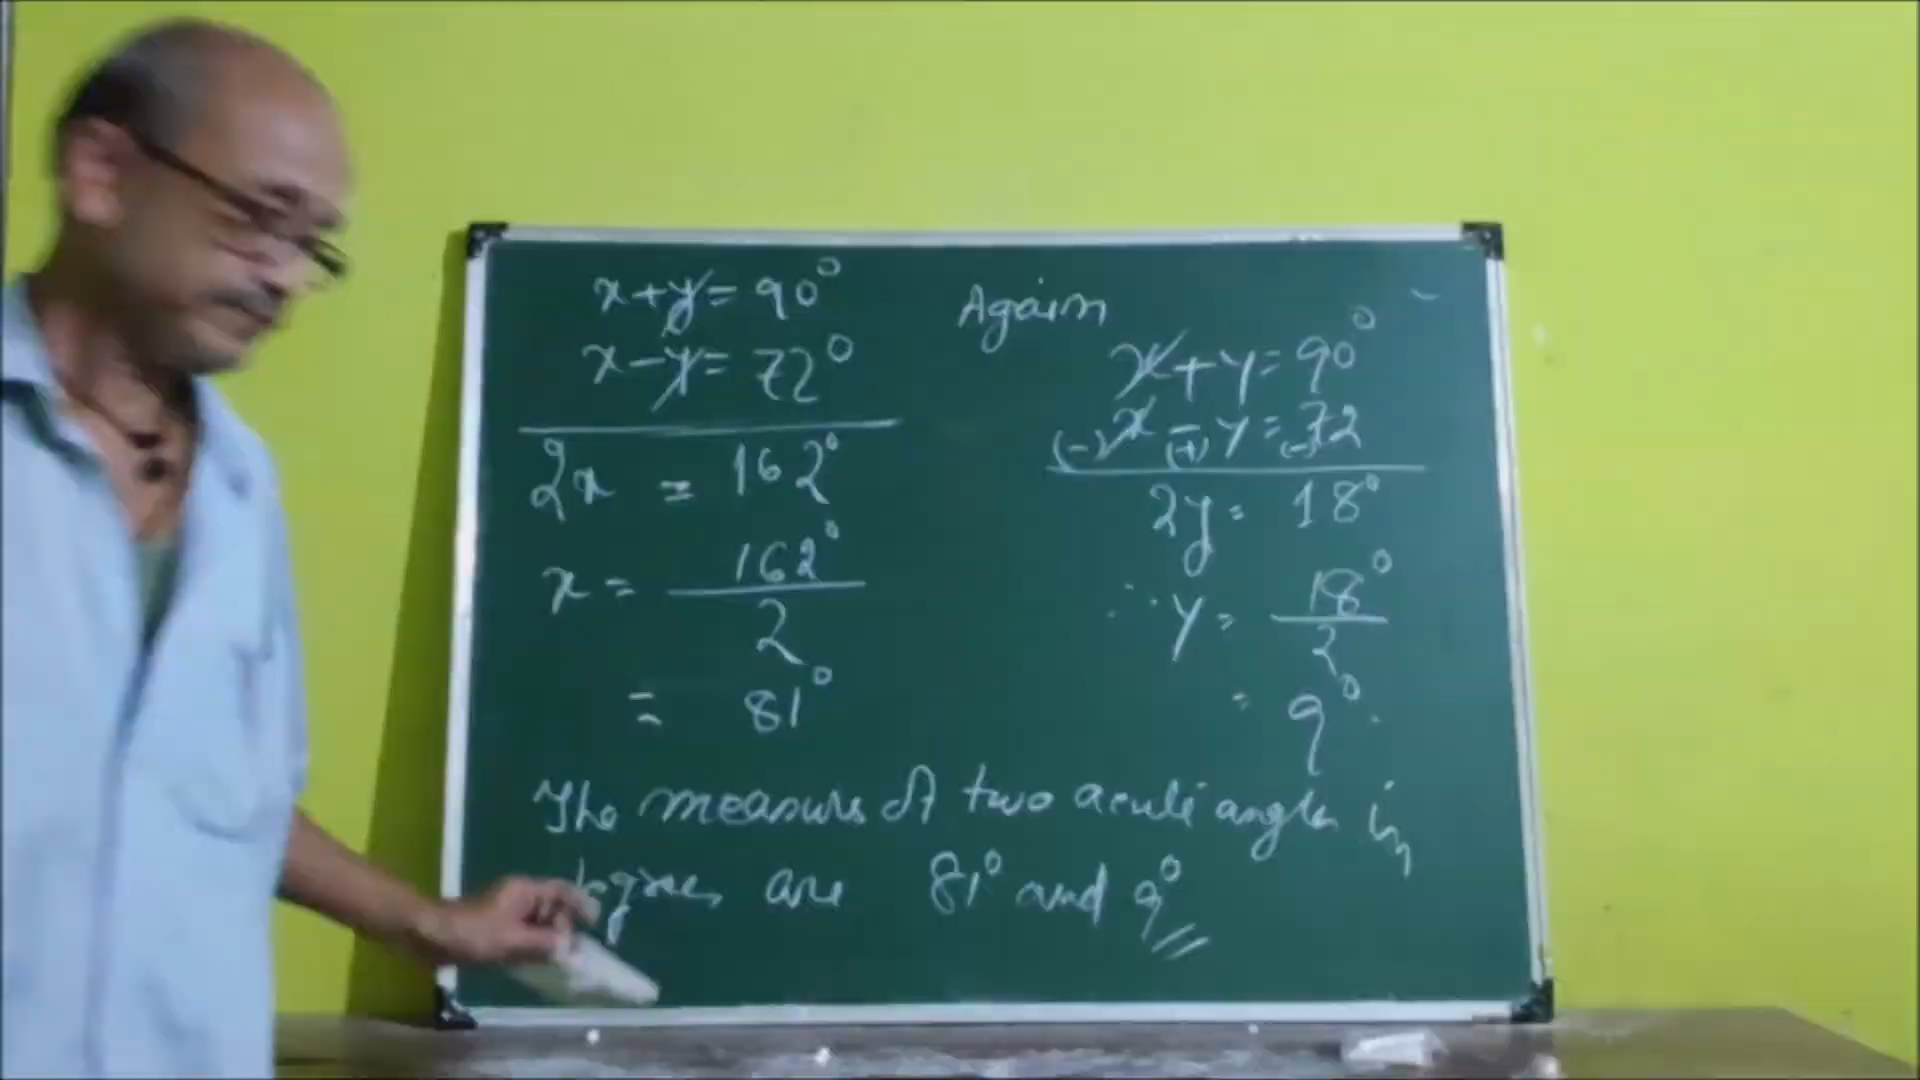 x+y=90°
x-y=72°
2x = 162°
x = 162°/2
= 81°
Again
x+y=90°
(-)x -(+)y=(-)72
2y= 18°
∴ y= 18°/2
= 9°.
The measure of two acute angles in
degrees are 81° and 9°